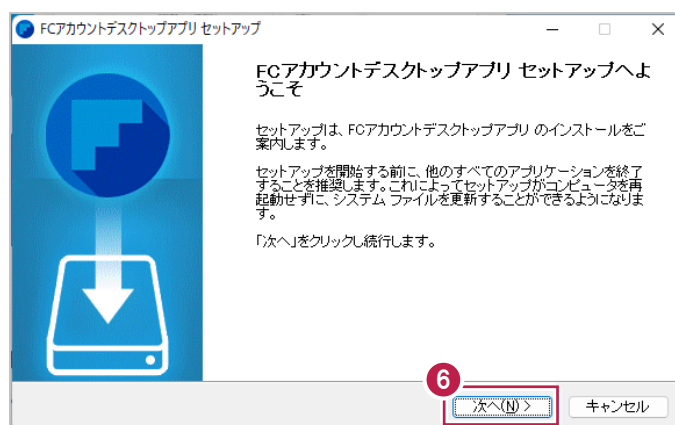 FCアカウントデスクトップアプリ セットアップ
FCアカウントデスクトップアプリ セットアップへよ
うこそ
セットアップは、FCアカウントデスクトップアプリ のインストールをご
案内します。
セットアップを開始する前に、他のすべてのアプリケーションを終了
することを推奨します。これによってセットアップがコンピュータを再
起動せずに、システム ファイルを更新することができるようになりま
す。
「次へ」をクリックし続行します。
6
次へ(N) >
キャンセル